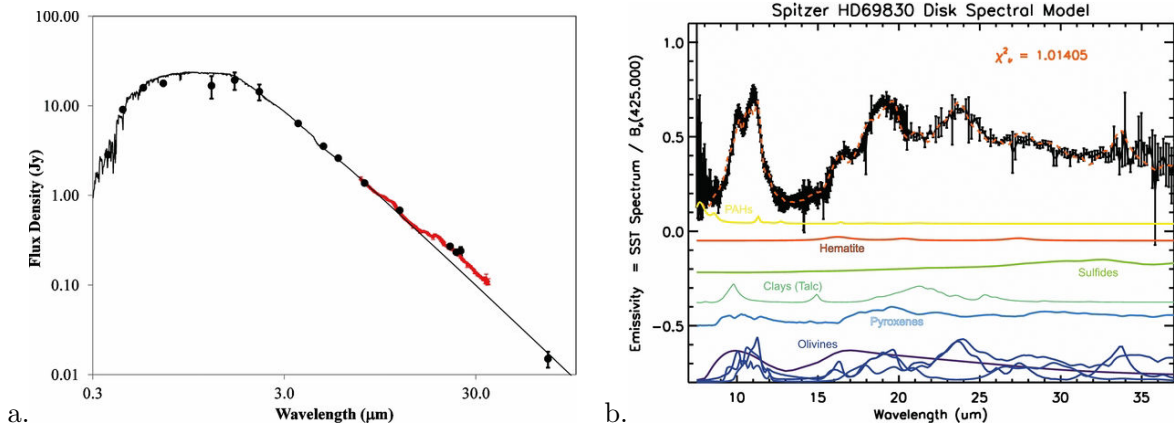 a.
100.00
10.00
1.00
0.10
0.01
Flux Density (Jy)
0.3
3.0
30.0
Wavelength (μm)
b.
Spitzer HD69830 Disk Spectral Model
χ²ᵥ = 1.01405
1.0
0.5
0.0
−0.5
Emissivity = SST Spectrum / Bᵥ(425.000)
PAHs
Hematite
Sulfides
Clays (Talc)
Pyroxenes
Olivines
10
15
20
25
30
35
Wavelength (um)